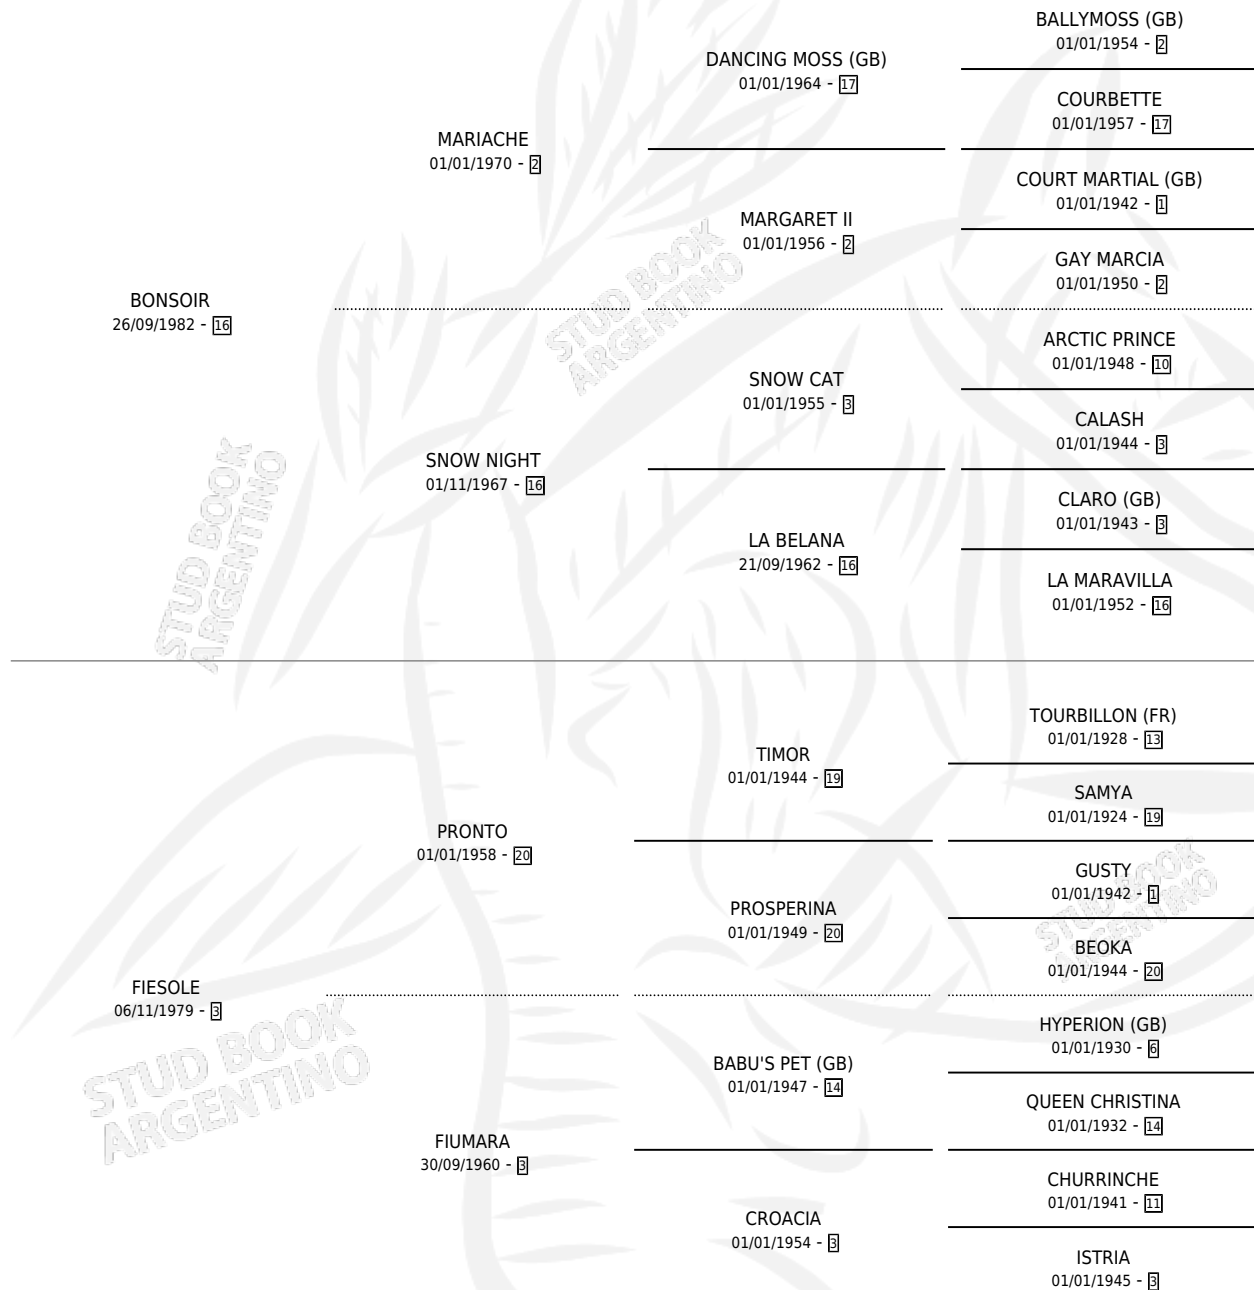 BALLYMOSS (GB)
01/01/1954 - 2
DANCING MOSS (GB)
01/01/1964 - 17
COURBETTE
01/01/1957 - 17
MARIACHE
01/01/1970 - 2
COURT MARTIAL (GB)
01/01/1942 - 1
MARGARET II
01/01/1956 - 2
GAY MARCIA
01/01/1950 - 2
BONSOIR
26/09/1982 - 16
STUD BOOK
ARGENTINO
ARCTIC PRINCE
01/01/1948 - 10
SNOW CAT
01/01/1955 - 3
CALASH
01/01/1944 - 3
SNOW NIGHT
01/11/1967 - 16
CLARO (GB)
01/01/1943 - 3
LA BELANA
21/09/1962 - 16
LA MARAVILLA
01/01/1952 - 16
STUD BOOK
ARGENTINO
TOURBILLON (FR)
01/01/1928 - 13
TIMOR
01/01/1944 - 19
SAMYA
01/01/1924 - 19
PRONTO
01/01/1958 - 20
GUSTY
01/01/1942 - 1
PROSPERINA
01/01/1949 - 20
BEOKA
01/01/1944 - 20
STUD BOOK
ARGENTINO
FIESOLE
06/11/1979 - 3
HYPERION (GB)
01/01/1930 - 6
BABU'S PET (GB)
01/01/1947 - 14
QUEEN CHRISTINA
01/01/1932 - 14
STUD BOOK
ARGENTINO
FIUMARA
30/09/1960 - 3
CHURRINCHE
01/01/1941 - 11
CROACIA
01/01/1954 - 3
ISTRIA
01/01/1945 - 3